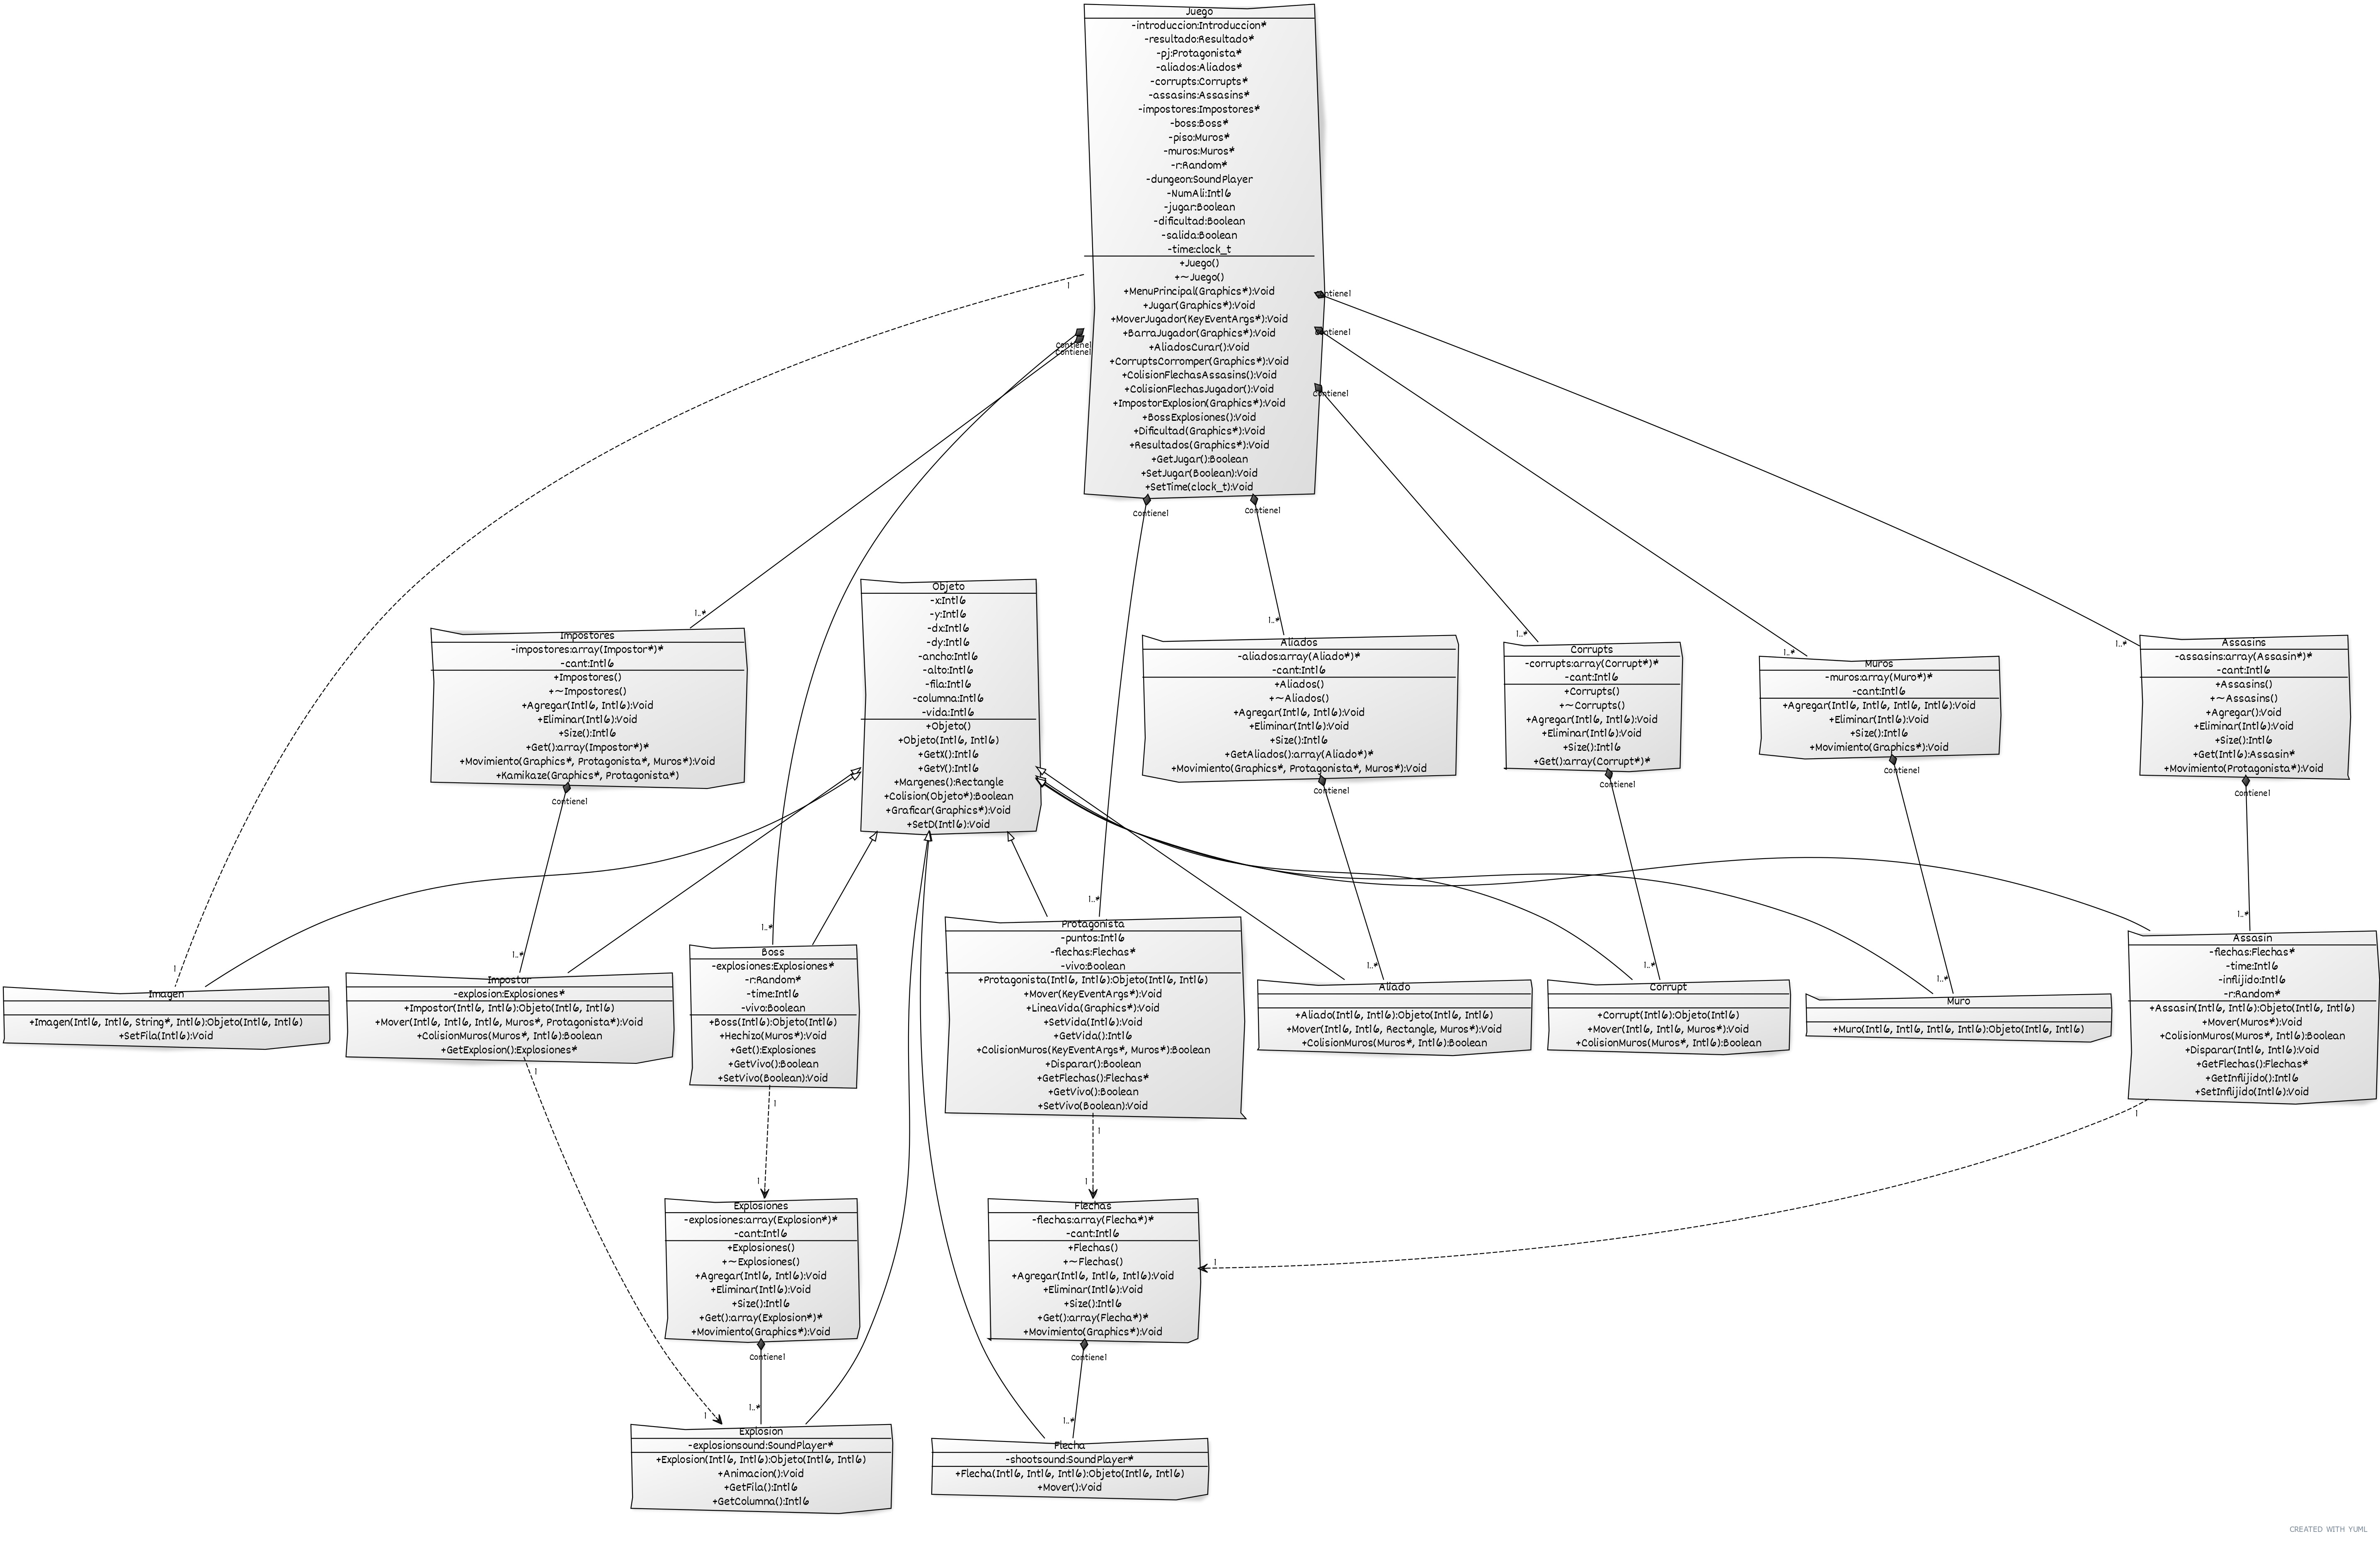 Juego
-introduccion:Introduccion*
-resultado:Resultado*
-pj:Protagonista*
-aliados:Aliados*
-corrupts:Corrupts*
-assasins:Assasins*
-impostores:Impostores*
-boss:Boss*
-piso:Muros*
-muros:Muros*
-r:Random*
-dungeon:SoundPlayer
-NumAli:Int16
-jugar:Boolean
-dificultad:Boolean
-salida:Boolean
-time:clock_t
+Juego()
+~Juego()
+MenuPrincipal(Graphics*):Void
+Jugar(Graphics*):Void
+MoverJugador(KeyEventArgs*):Void
+BarraJugador(Graphics*):Void
+AliadosCurar():Void
+CorruptsCorromper(Graphics*):Void
+ColisionFlechasAssasins():Void
+ColisionFlechasJugador():Void
+ImpostorExplosion(Graphics*):Void
+BossExplosiones():Void
+Dificultad(Graphics*):Void
+Resultados(Graphics*):Void
+GetJugar():Boolean
+SetJugar(Boolean):Void
+SetTime(clock_t):Void
1
Contiene1
Contiene1
Contiene1
Contiene1
Contiene1
Contiene1
Contiene1
1..*
Impostores
-impostores:array(Impostor*)*
-cant:Int16
+Impostores()
+~Impostores()
+Agregar(Int16, Int16):Void
+Eliminar(Int16):Void
+Size():Int16
+Get():array(Impostor*)*
+Movimiento(Graphics*, Protagonista*, Muros*):Void
+Kamikaze(Graphics*, Protagonista*)
Contiene1
Objeto
-x:Int16
-y:Int16
-dx:Int16
-dy:Int16
-ancho:Int16
-alto:Int16
-fila:Int16
-columna:Int16
-vida:Int16
+Objeto()
+Objeto(Int16, Int16)
+GetX():Int16
+GetY():Int16
+Margenes():Rectangle
+Colision(Objeto*):Boolean
+Graficar(Graphics*):Void
+SetD(Int16):Void
1..*
Aliados
-aliados:array(Aliado*)*
-cant:Int16
+Aliados()
+~Aliados()
+Agregar(Int16, Int16):Void
+Eliminar(Int16):Void
+Size():Int16
+GetAliados():array(Aliado*)*
+Movimiento(Graphics*, Protagonista*, Muros*):Void
Contiene1
1..*
Corrupts
-corrupts:array(Corrupt*)*
-cant:Int16
+Corrupts()
+~Corrupts()
+Agregar(Int16, Int16):Void
+Eliminar(Int16):Void
+Size():Int16
+Get():array(Corrupt*)*
Contiene1
1..*
Muros
-muros:array(Muro*)*
-cant:Int16
+Agregar(Int16, Int16, Int16, Int16):Void
+Eliminar(Int16):Void
+Size():Int16
+Movimiento(Graphics*):Void
Contiene1
1..*
Assasins
-assasins:array(Assasin*)*
-cant:Int16
+Assasins()
+~Assasins()
+Agregar():Void
+Eliminar(Int16):Void
+Size():Int16
+Get(Int16):Assasin*
+Movimiento(Protagonista*):Void
Contiene1
1
Imagen
+Imagen(Int16, Int16, String*, Int16):Objeto(Int16, Int16)
+SetFila(Int16):Void
1..*
Impostor
-explosion:Explosiones*
+Impostor(Int16, Int16):Objeto(Int16, Int16)
+Mover(Int16, Int16, Int16, Muros*, Protagonista*):Void
+ColisionMuros(Muros*, Int16):Boolean
+GetExplosion():Explosiones*
1
1..*
Boss
-explosiones:Explosiones*
-r:Random*
-time:Int16
-vivo:Boolean
+Boss(Int16):Objeto(Int16)
+Hechizo(Muros*):Void
+Get():Explosiones
+GetVivo():Boolean
+SetVivo(Boolean):Void
1
1..*
Protagonista
-puntos:Int16
-flechas:Flechas*
-vivo:Boolean
+Protagonista(Int16, Int16):Objeto(Int16, Int16)
+Mover(KeyEventArgs*):Void
+LineaVida(Graphics*):Void
+SetVida(Int16):Void
+GetVida():Int16
+ColisionMuros(KeyEventArgs*, Muros*):Boolean
+Disparar():Boolean
+GetFlechas():Flechas*
+GetVivo():Boolean
+SetVivo(Boolean):Void
1
1..*
Aliado
+Aliado(Int16, Int16):Objeto(Int16, Int16)
+Mover(Int16, Int16, Rectangle, Muros*):Void
+ColisionMuros(Muros*, Int16):Boolean
1..*
Corrupt
+Corrupt(Int16):Objeto(Int16)
+Mover(Int16, Int16, Muros*):Void
+ColisionMuros(Muros*, Int16):Boolean
1..*
Muro
+Muro(Int16, Int16, Int16, Int16):Objeto(Int16, Int16)
1..*
Assasin
-flechas:Flechas*
-time:Int16
-inflijido:Int16
-r:Random*
+Assasin(Int16, Int16):Objeto(Int16, Int16)
+Mover(Muros*):Void
+ColisionMuros(Muros*, Int16):Boolean
+Disparar(Int16, Int16):Void
+GetFlechas():Flechas*
+GetInflijido():Int16
+SetInflijido(Int16):Void
1
1
Explosiones
-explosiones:array(Explosion*)*
-cant:Int16
+Explosiones()
+~Explosiones()
+Agregar(Int16, Int16):Void
+Eliminar(Int16):Void
+Size():Int16
+Get():array(Explosion*)*
+Movimiento(Graphics*):Void
Contiene1
1
Flechas
-flechas:array(Flecha*)*
-cant:Int16
+Flechas()
+~Flechas()
+Agregar(Int16, Int16, Int16):Void
+Eliminar(Int16):Void
+Size():Int16
+Get():array(Flecha*)*
+Movimiento(Graphics*):Void
Contiene1
1
1
1..*
Explosion
-explosionsound:SoundPlayer*
+Explosion(Int16, Int16):Objeto(Int16, Int16)
+Animacion():Void
+GetFila():Int16
+GetColumna():Int16
1..*
Flecha
-shootsound:SoundPlayer*
+Flecha(Int16, Int16, Int16):Objeto(Int16, Int16)
+Mover():Void
CREATED WITH YUML